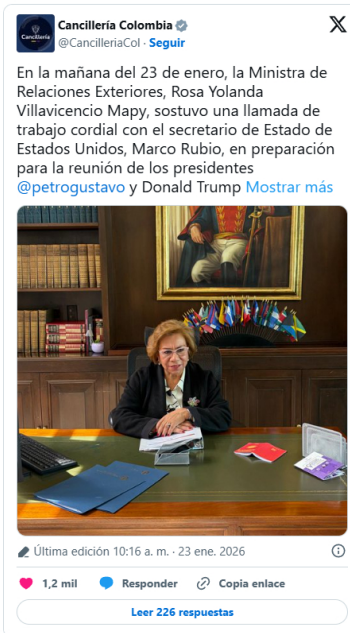 Cancillería
Cancillería Colombia
@CancilleriaCol · Seguir
En la mañana del 23 de enero, la Ministra de
Relaciones Exteriores, Rosa Yolanda
Villavicencio Mapy, sostuvo una llamada de
trabajo cordial con el secretario de Estado de
Estados Unidos, Marco Rubio, en preparación
para la reunión de los presidentes
@petrogustavo y Donald Trump Mostrar más
Última edición 10:16 a. m. · 23 ene. 2026
1,2 mil Responder Copia enlace
Leer 226 respuestas